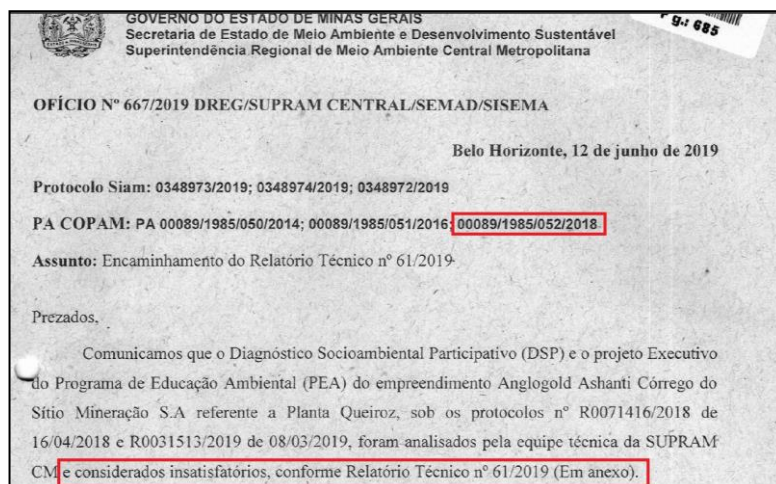 GOVERNO DO ESTADO DE MINAS GERAIS
Secretaria de Estado de Meio Ambiente e Desenvolvimento Sustentável
Superintendência Regional de Meio Ambiente Central Metropolitana
g.: 685
OFÍCIO Nº 667/2019 DREG/SUPRAM CENTRAL/SEMAD/SISEMA
Belo Horizonte, 12 de junho de 2019
Protocolo Siam: 0348973/2019; 0348974/2019; 0348972/2019
PA COPAM: PA 00089/1985/050/2014; 00089/1985/051/2016; 00089/1985/052/2018
Assunto: Encaminhamento do Relatório Técnico nº 61/2019
Prezados,
Comunicamos que o Diagnóstico Socioambiental Participativo (DSP) e o projeto Executivo
do Programa de Educação Ambiental (PEA) do empreendimento Anglogold Ashanti Córrego do
Sítio Mineração S.A referente a Planta Queiroz, sob os protocolos nº R0071416/2018 de
16/04/2018 e R0031513/2019 de 08/03/2019, foram analisados pela equipe técnica da SUPRAM
CM e considerados insatisfatórios, conforme Relatório Técnico nº 61/2019 (Em anexo).